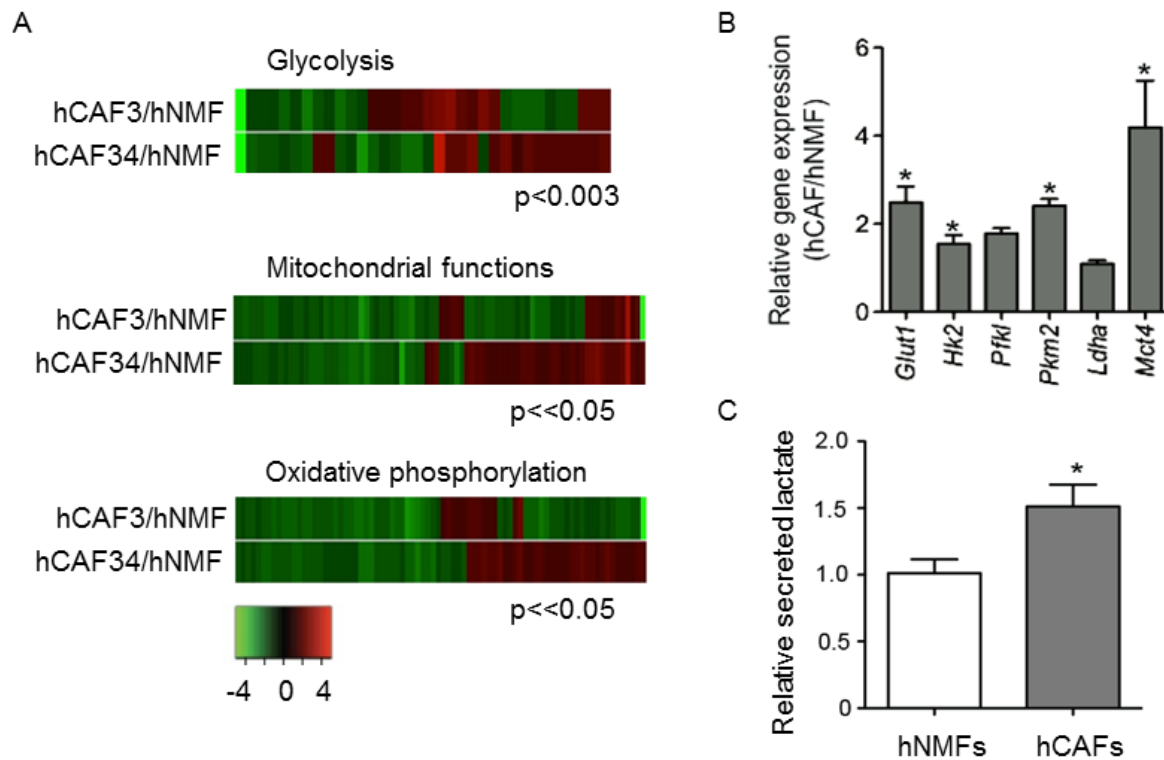 A
Glycolysis
hCAF3/hNMF
hCAF34/hNMF
p<0.003
Mitochondrial functions
hCAF3/hNMF
hCAF34/hNMF
p<<0.05
Oxidative phosphorylation
hCAF3/hNMF
hCAF34/hNMF
p<<0.05
-4 0 4
B
Relative gene expression
(hCAF/hNMF)
6
4
2
0
* * * *
Glut1 Hk2 Pfkl Pkm2 Ldha Mct4
C
Relative secreted lactate
2.0
1.5
1.0
0.5
0
*
hNMFs hCAFs